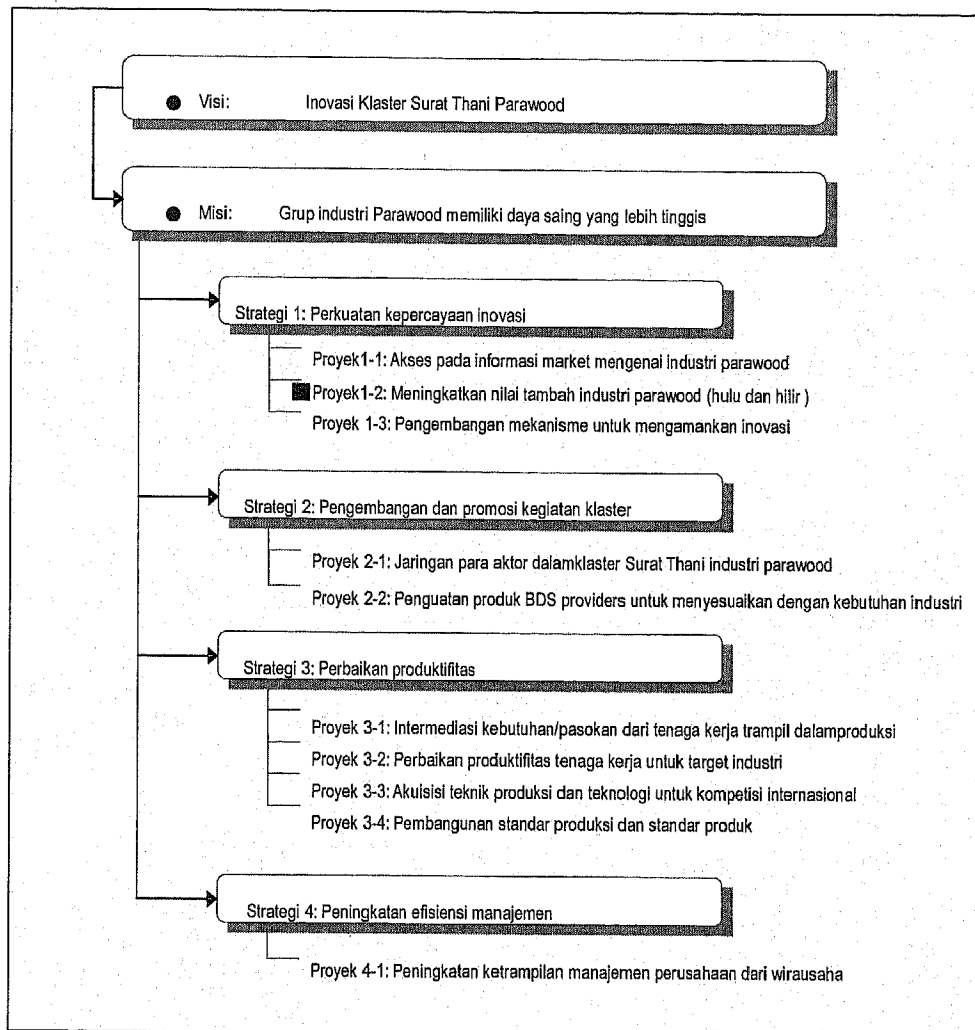 ● Visi: Inovasi Klaster Surat Thani Parawood
● Misi: Grup industri Parawood memiliki daya saing yang lebih tinggis
Strategi 1: Perkuatan kepercayaan inovasi
Proyek1-1: Akses pada informasi market mengenai industri parawood
Proyek1-2: Meningkatkan nilai tambah industri parawood (hulu dan hilir )
Proyek 1-3: Pengembangan mekanisme untuk mengamankan inovasi
Strategi 2: Pengembangan dan promosi kegiatan klaster
Proyek 2-1: Jaringan para aktor dalamklaster Surat Thani industri parawood
Proyek 2-2: Penguatan produk BDS providers untuk menyesuaikan dengan kebutuhan industri
Strategi 3: Perbaikan produktifitas
Proyek 3-1: Intermediasi kebutuhan/pasokan dari tenaga kerja trampil dalamproduksi
Proyek 3-2: Perbaikan produktifitas tenaga kerja untuk target industri
Proyek 3-3: Akuisisi teknik produksi dan teknologi untuk kompetisi internasional
Proyek 3-4: Pembangunan standar produksi dan standar produk
Strategi 4: Peningkatan efisiensi manajemen
Proyek 4-1: Peningkatan ketrampilan manajemen perusahaan dari wirausaha